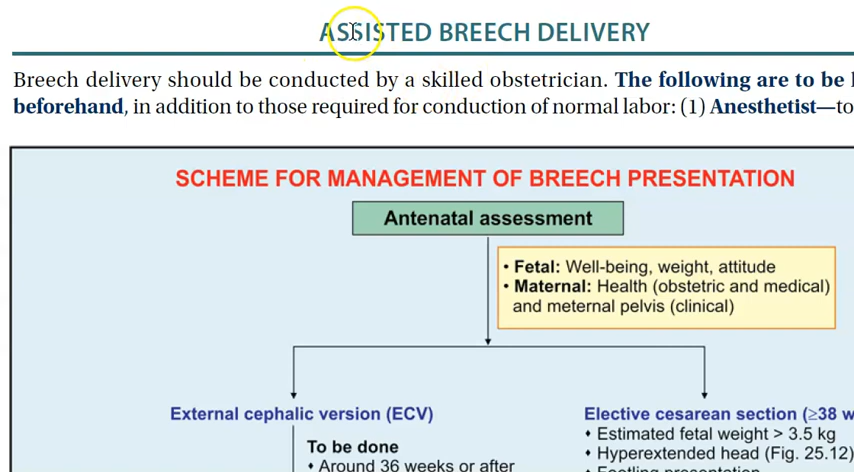 ASSISTED BREECH DELIVERY
Breech delivery should be conducted by a skilled obstetrician. The following are to be
beforehand, in addition to those required for conduction of normal labor: (1) Anesthetist—to
SCHEME FOR MANAGEMENT OF BREECH PRESENTATION
Antenatal assessment
• Fetal: Well-being, weight, attitude
• Maternal: Health (obstetric and medical)
and meternal pelvis (clinical)
External cephalic version (ECV)
To be done
♦ Around 36 weeks or after
Elective cesarean section (≥38 w
♦ Estimated fetal weight > 3.5 kg
♦ Hyperextended head (Fig. 25.12)
♦ Footling presentation